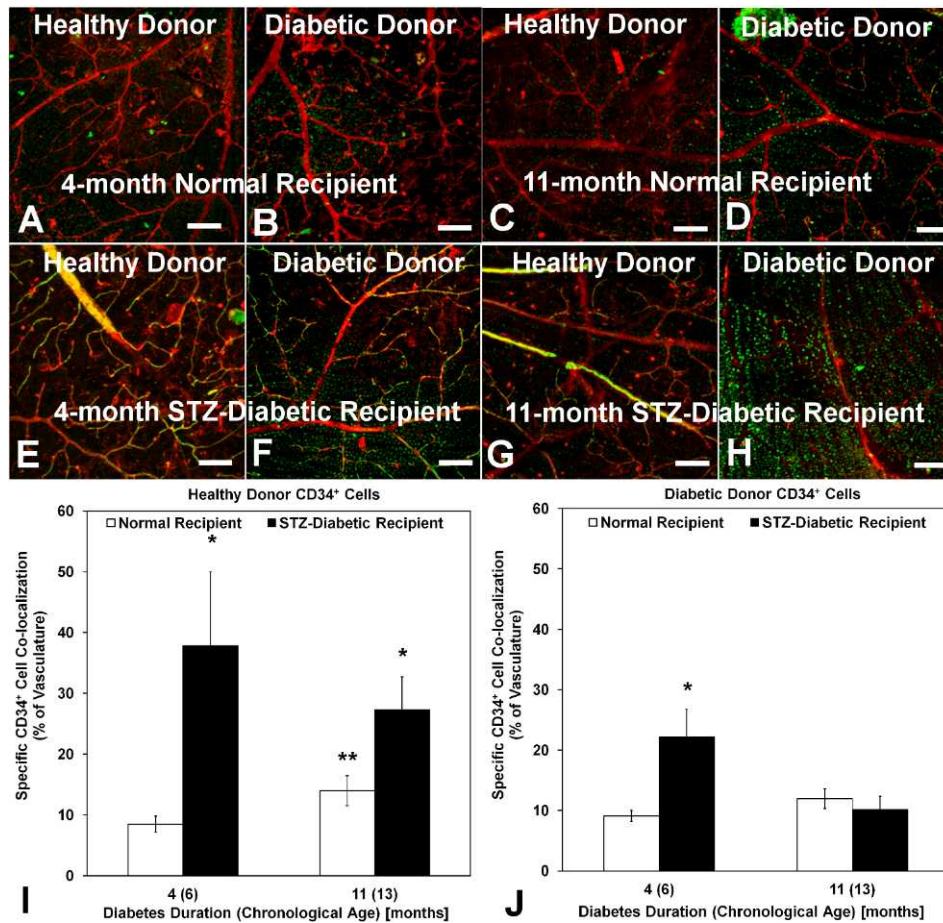 Healthy Donor
Diabetic Donor
Healthy Donor
Diabetic Donor
4-month Normal Recipient
11-month Normal Recipient
A
B
C
D
Healthy Donor
Diabetic Donor
Healthy Donor
Diabetic Donor
4-month STZ-Diabetic Recipient
11-month STZ-Diabetic Recipient
E
F
G
H
Healthy Donor CD34⁺ Cells
Normal Recipient
STZ-Diabetic Recipient
Specific CD34⁺ Cell Co-localization
(% of Vasculature)
60
50
40
30
20
10
0
*
**
*
4 (6)
11 (13)
Diabetes Duration (Chronological Age) [months]
I
Diabetic Donor CD34⁺ Cells
Normal Recipient
STZ-Diabetic Recipient
Specific CD34⁺ Cell Co-localization
(% of Vasculature)
60
50
40
30
20
10
0
*
4 (6)
11 (13)
Diabetes Duration (Chronological Age) [months]
J